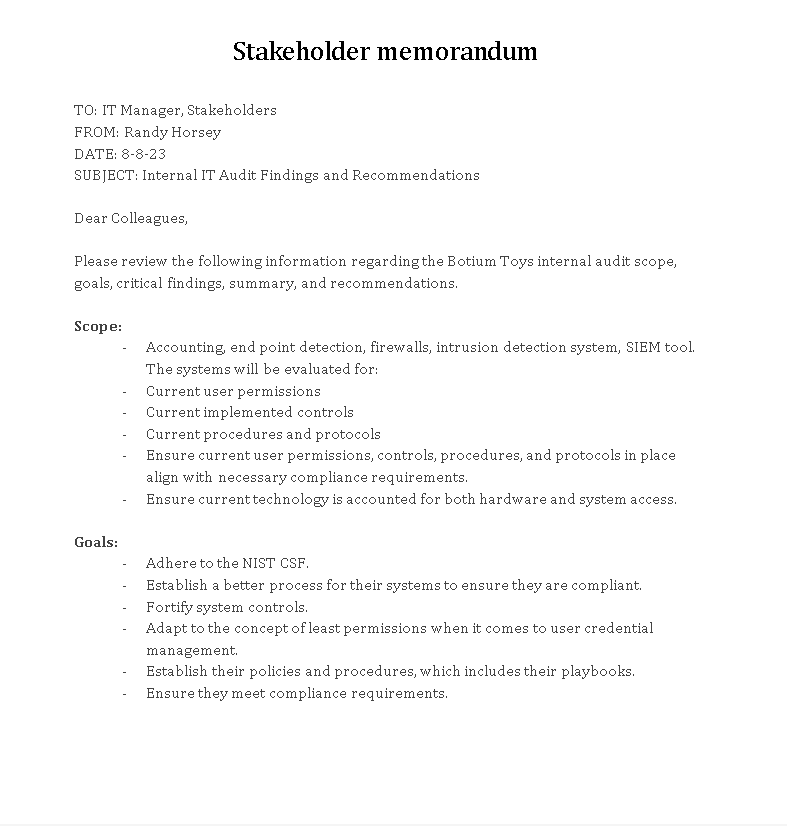 Stakeholder memorandum
TO: IT Manager, Stakeholders
FROM: Randy Horsey
DATE: 8-8-23
SUBJECT: Internal IT Audit Findings and Recommendations
Dear Colleagues,
Please review the following information regarding the Botium Toys internal audit scope,
goals, critical findings, summary, and recommendations.
Scope:
- Accounting, end point detection, firewalls, intrusion detection system, SIEM tool.
The systems will be evaluated for:
- Current user permissions
- Current implemented controls
- Current procedures and protocols
- Ensure current user permissions, controls, procedures, and protocols in place
align with necessary compliance requirements.
- Ensure current technology is accounted for both hardware and system access.
Goals:
- Adhere to the NIST CSF.
- Establish a better process for their systems to ensure they are compliant.
- Fortify system controls.
- Adapt to the concept of least permissions when it comes to user credential
management.
- Establish their policies and procedures, which includes their playbooks.
- Ensure they meet compliance requirements.